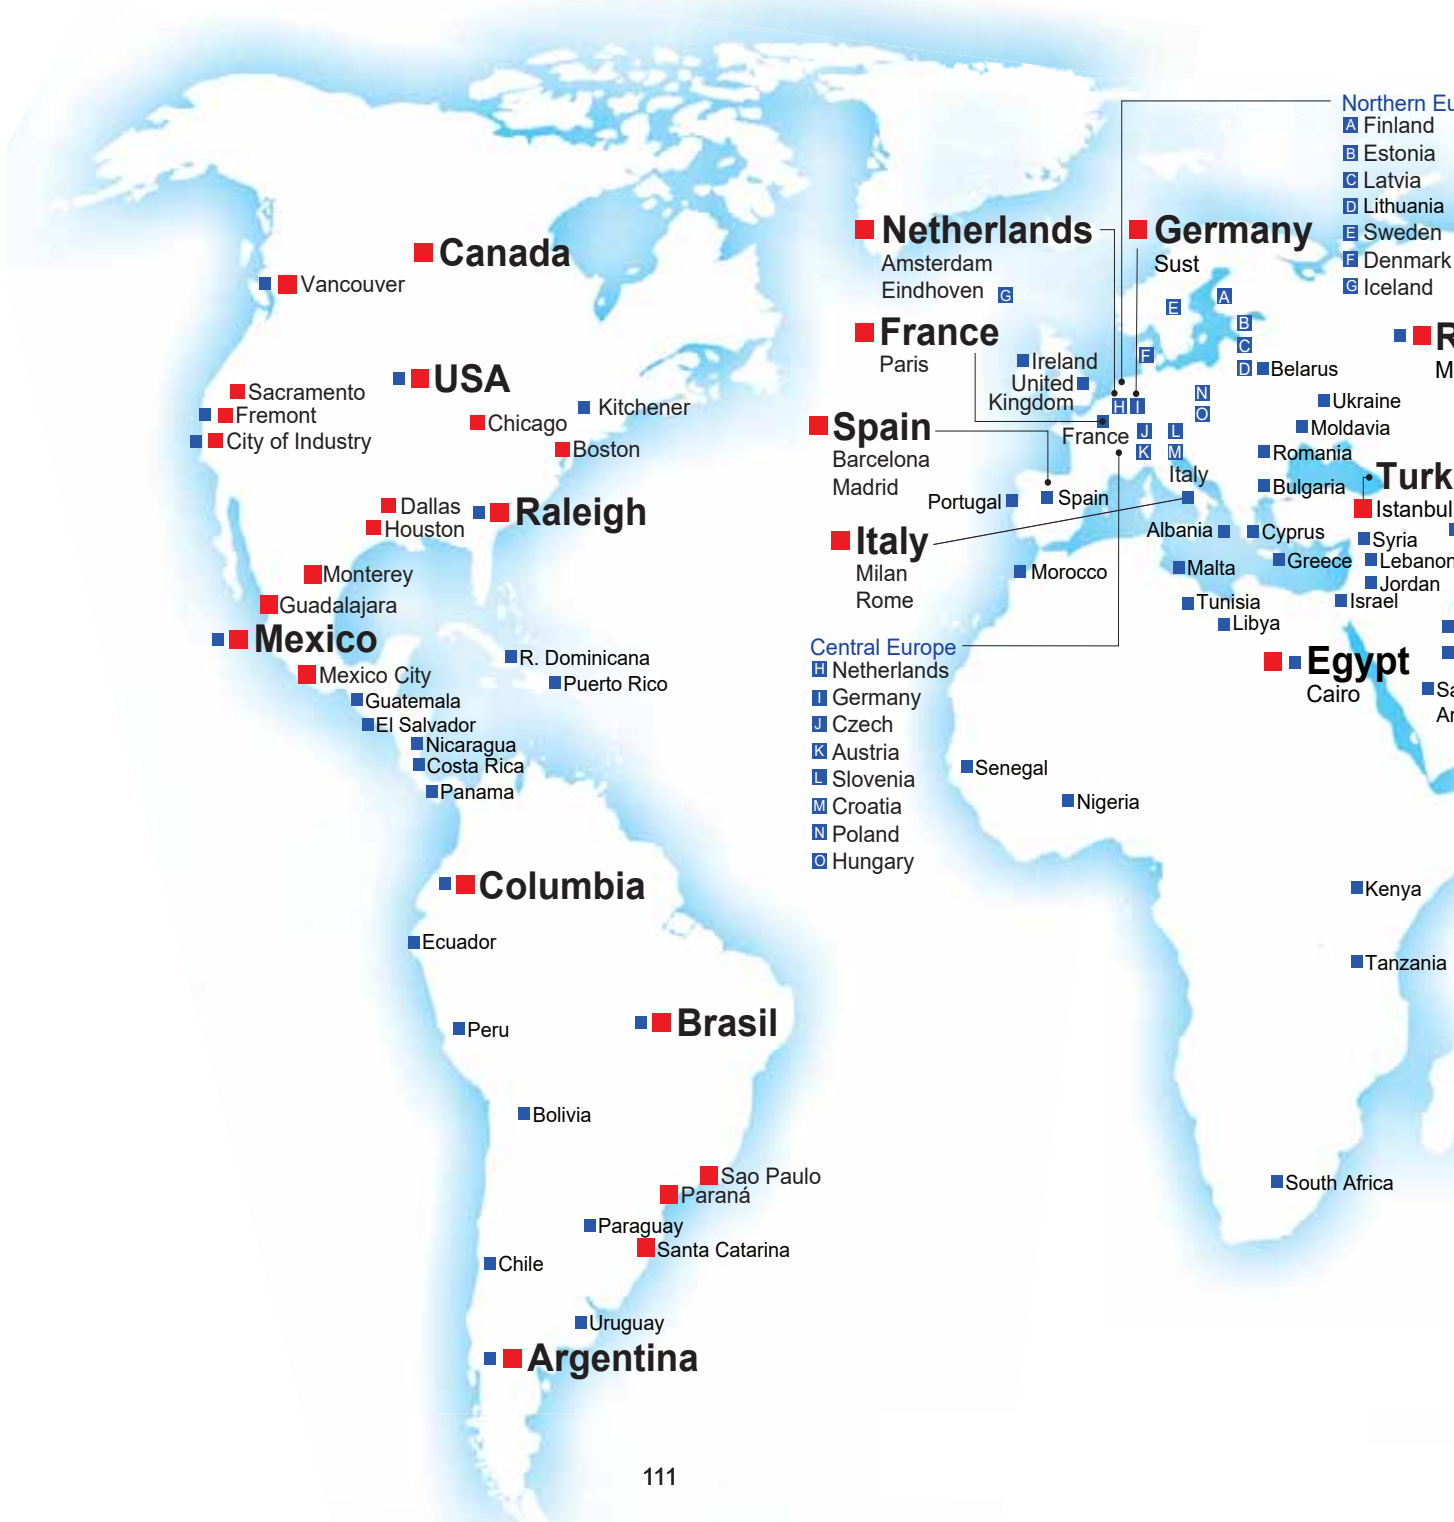 Northern Eu
A Finland
B Estonia
C Latvia
D Lithuania
E Sweden
F Denmark
G Iceland
Netherlands
Amsterdam
Eindhoven
G
Germany
Sust
Canada
Vancouver
A
E
B
C
D
F
France
Paris
Ireland
United
Kingdom
Belarus
R
M
USA
Sacramento
Fremont
City of Industry
Chicago
Kitchener
Boston
N
O
H
I
J
L
K
M
France
Italy
Ukraine
Moldavia
Romania
Bulgaria
Spain
Barcelona
Madrid
Portugal
Spain
Turk
Istanbul
Dallas
Houston
Raleigh
Italy
Milan
Rome
Albania
Cyprus
Syria
Greece
Lebanon
Jordan
Israel
Malta
Morocco
Tunisia
Libya
Monterey
Guadalajara
Mexico
Mexico City
R. Dominicana
Puerto Rico
Guatemala
El Salvador
Nicaragua
Costa Rica
Panama
Central Europe
H Netherlands
I Germany
J Czech
K Austria
L Slovenia
M Croatia
N Poland
O Hungary
Egypt
Cairo
Sa
Ar
Senegal
Nigeria
Columbia
Ecuador
Kenya
Tanzania
Peru
Brasil
Bolivia
Sao Paulo
Paraná
Paraguay
Santa Catarina
Chile
South Africa
Uruguay
Argentina
111